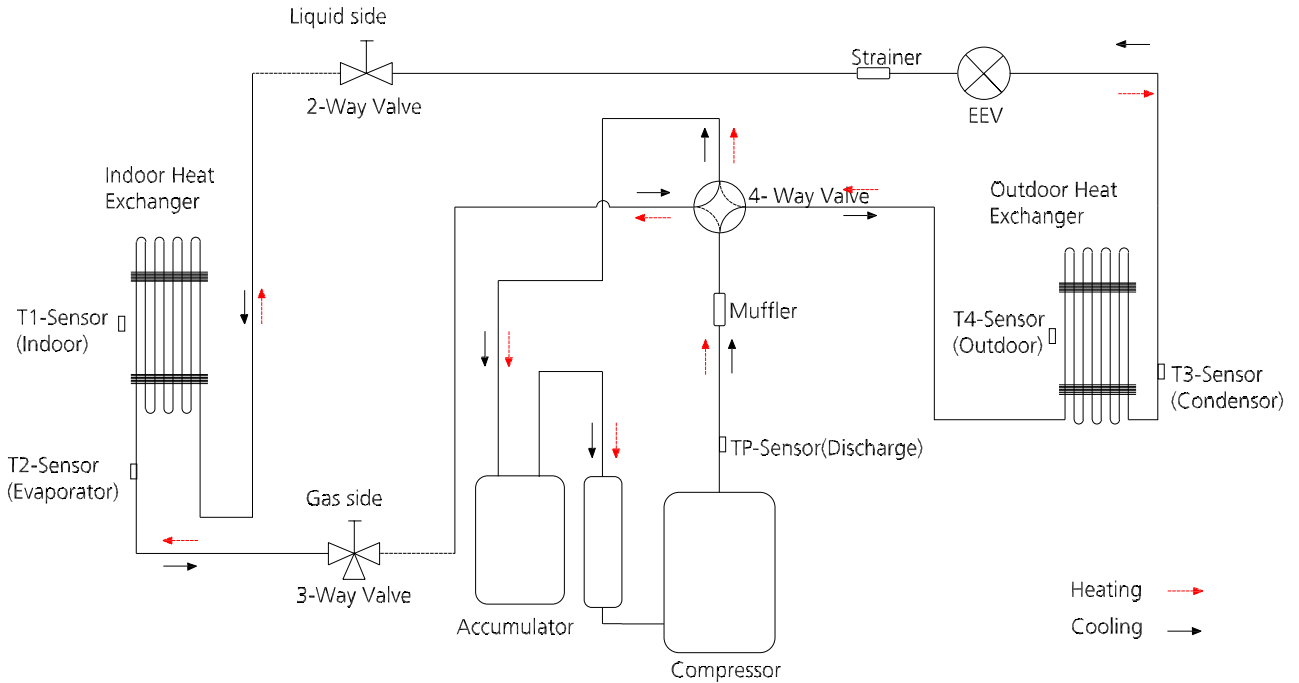 Liquid side
2-Way Valve
Strainer
EEV
Indoor Heat
Exchanger
4- Way Valve
Outdoor Heat
Exchanger
T1-Sensor
(Indoor)
Muffler
T4-Sensor
(Outdoor)
T3-Sensor
(Condensor)
T2-Sensor
(Evaporator)
TP-Sensor(Discharge)
Gas side
3-Way Valve
Accumulator
Compressor
Heating
Cooling